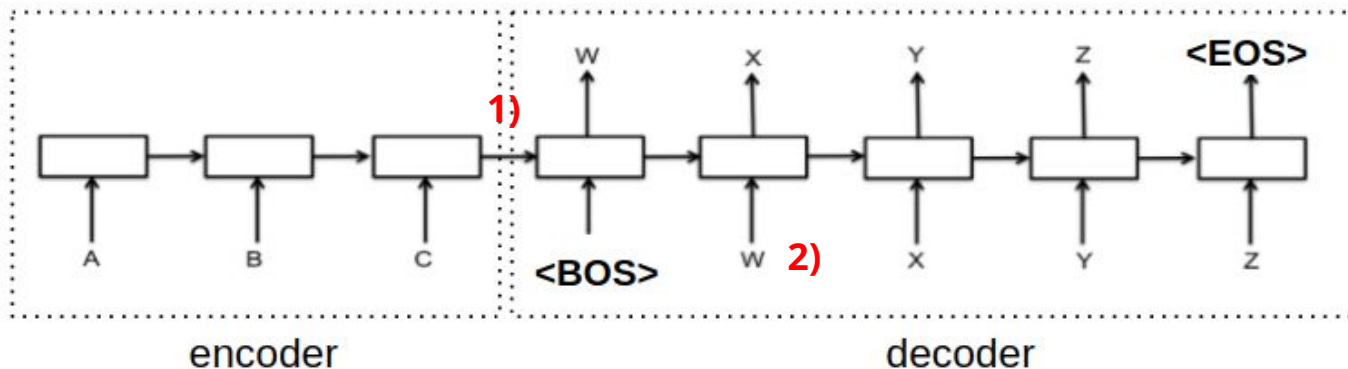 W X Y Z <EOS>
1)
A B C <BOS> W 2) X Y Z
encoder decoder